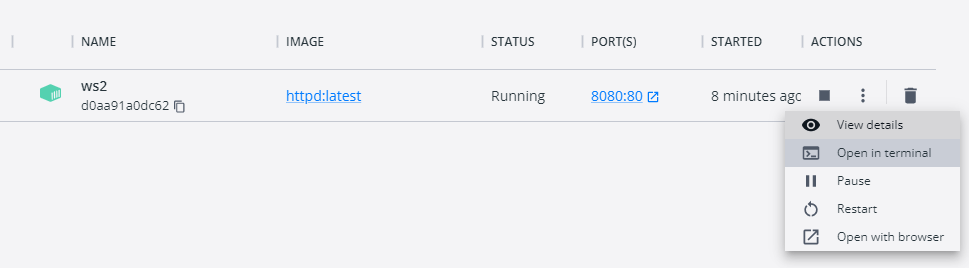 NAME IMAGE STATUS PORT(S) STARTED ACTIONS
ws2
d0aa91a0dc62
httpd:latest Running 8080:80 8 minutes agc
View details
Open in terminal
Pause
Restart
Open with browser